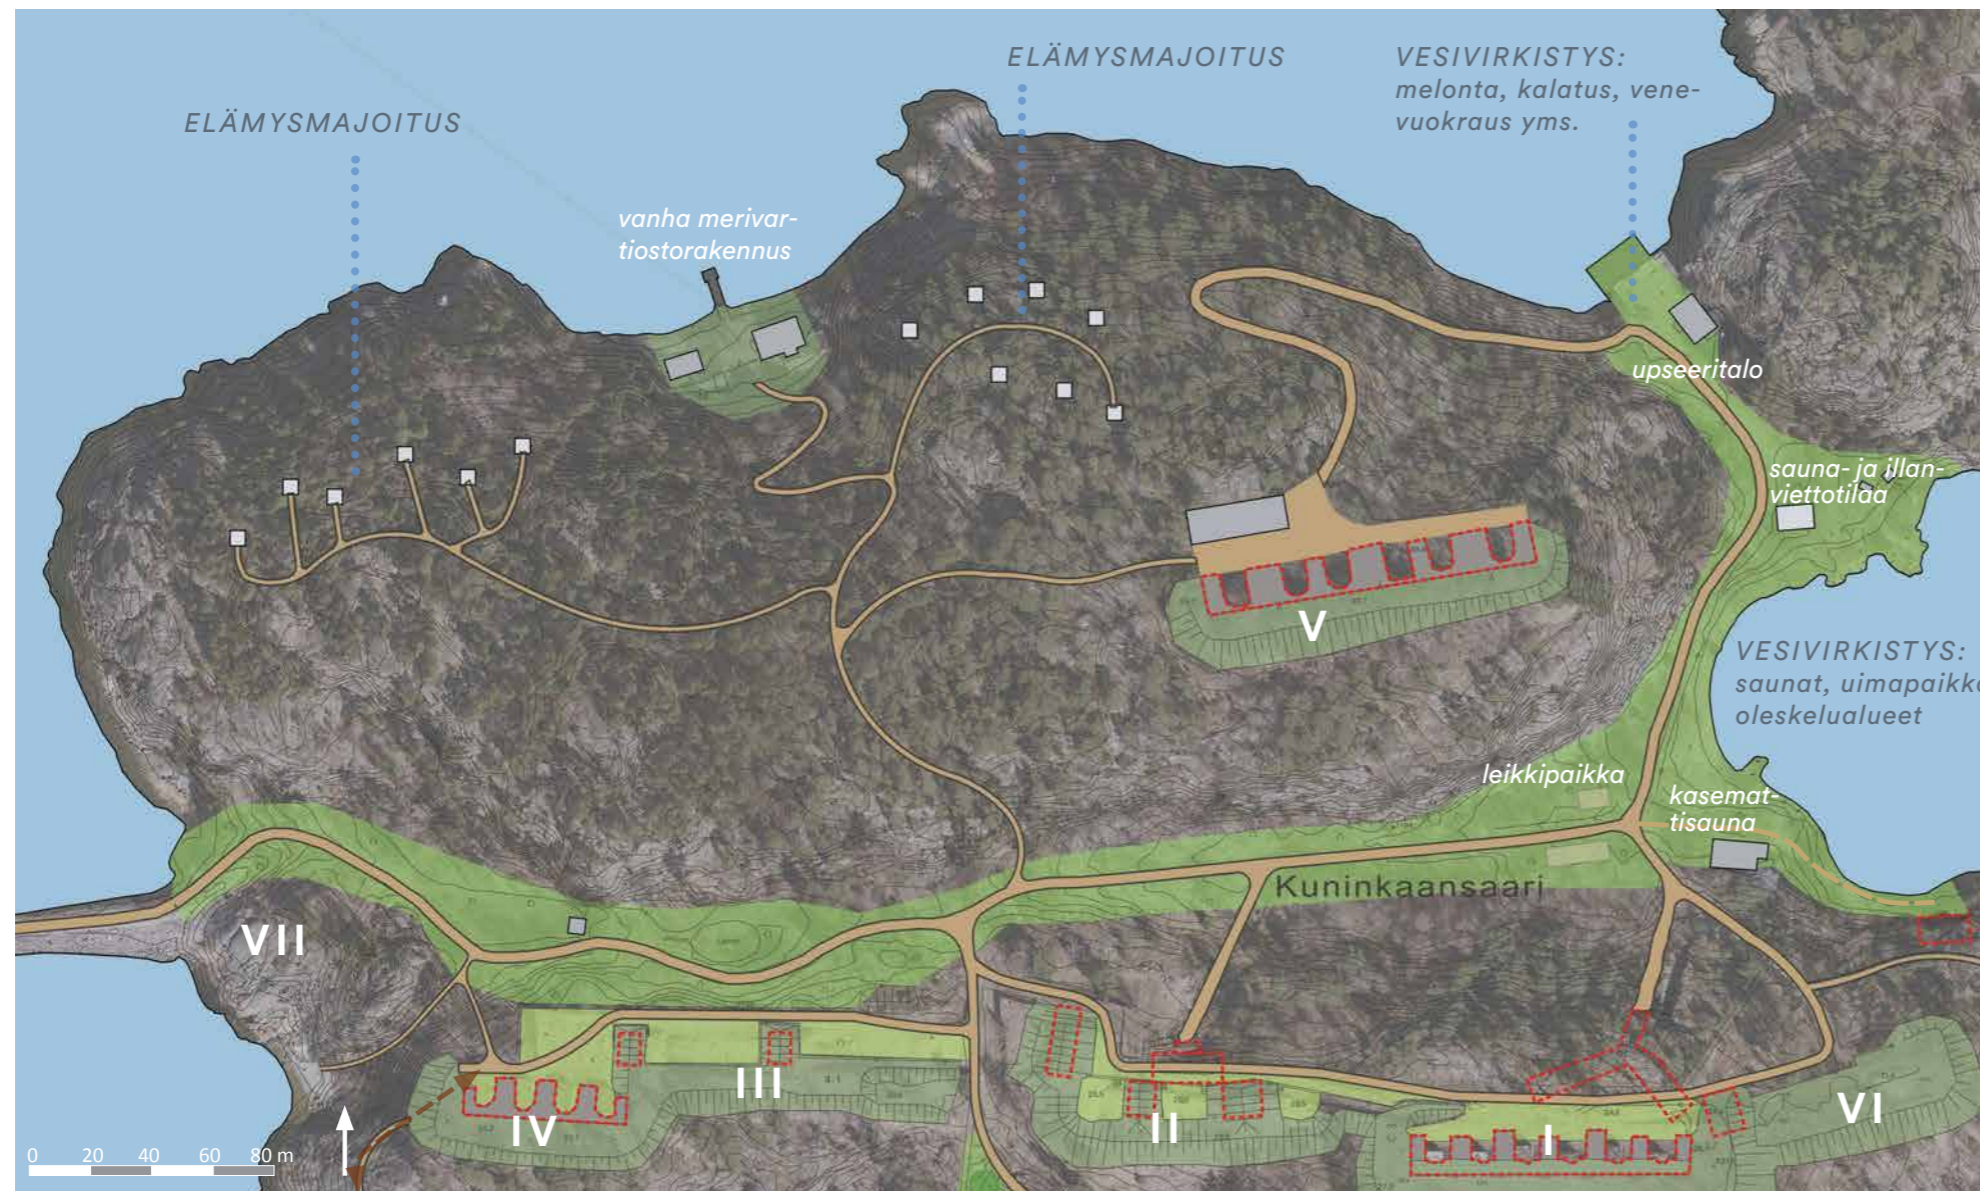 ELÄMYSMAJOITUS
VESIVIRKISTYS:
melonta, kalatus, vene-
vuokraus yms.
ELÄMYSMAJOITUS
vanha merivar-
tiostorakennus
upseeritalo
sauna- ja illan-
viettotilaa
V
VESIVIRKISTYS:
saunat, uimapaikk
oleskelualueet
leikkipaikka
kasemat-
tisauna
Kuninkaansaari
VII
III
IV
II
I
VI
0 20 40 60 80 m